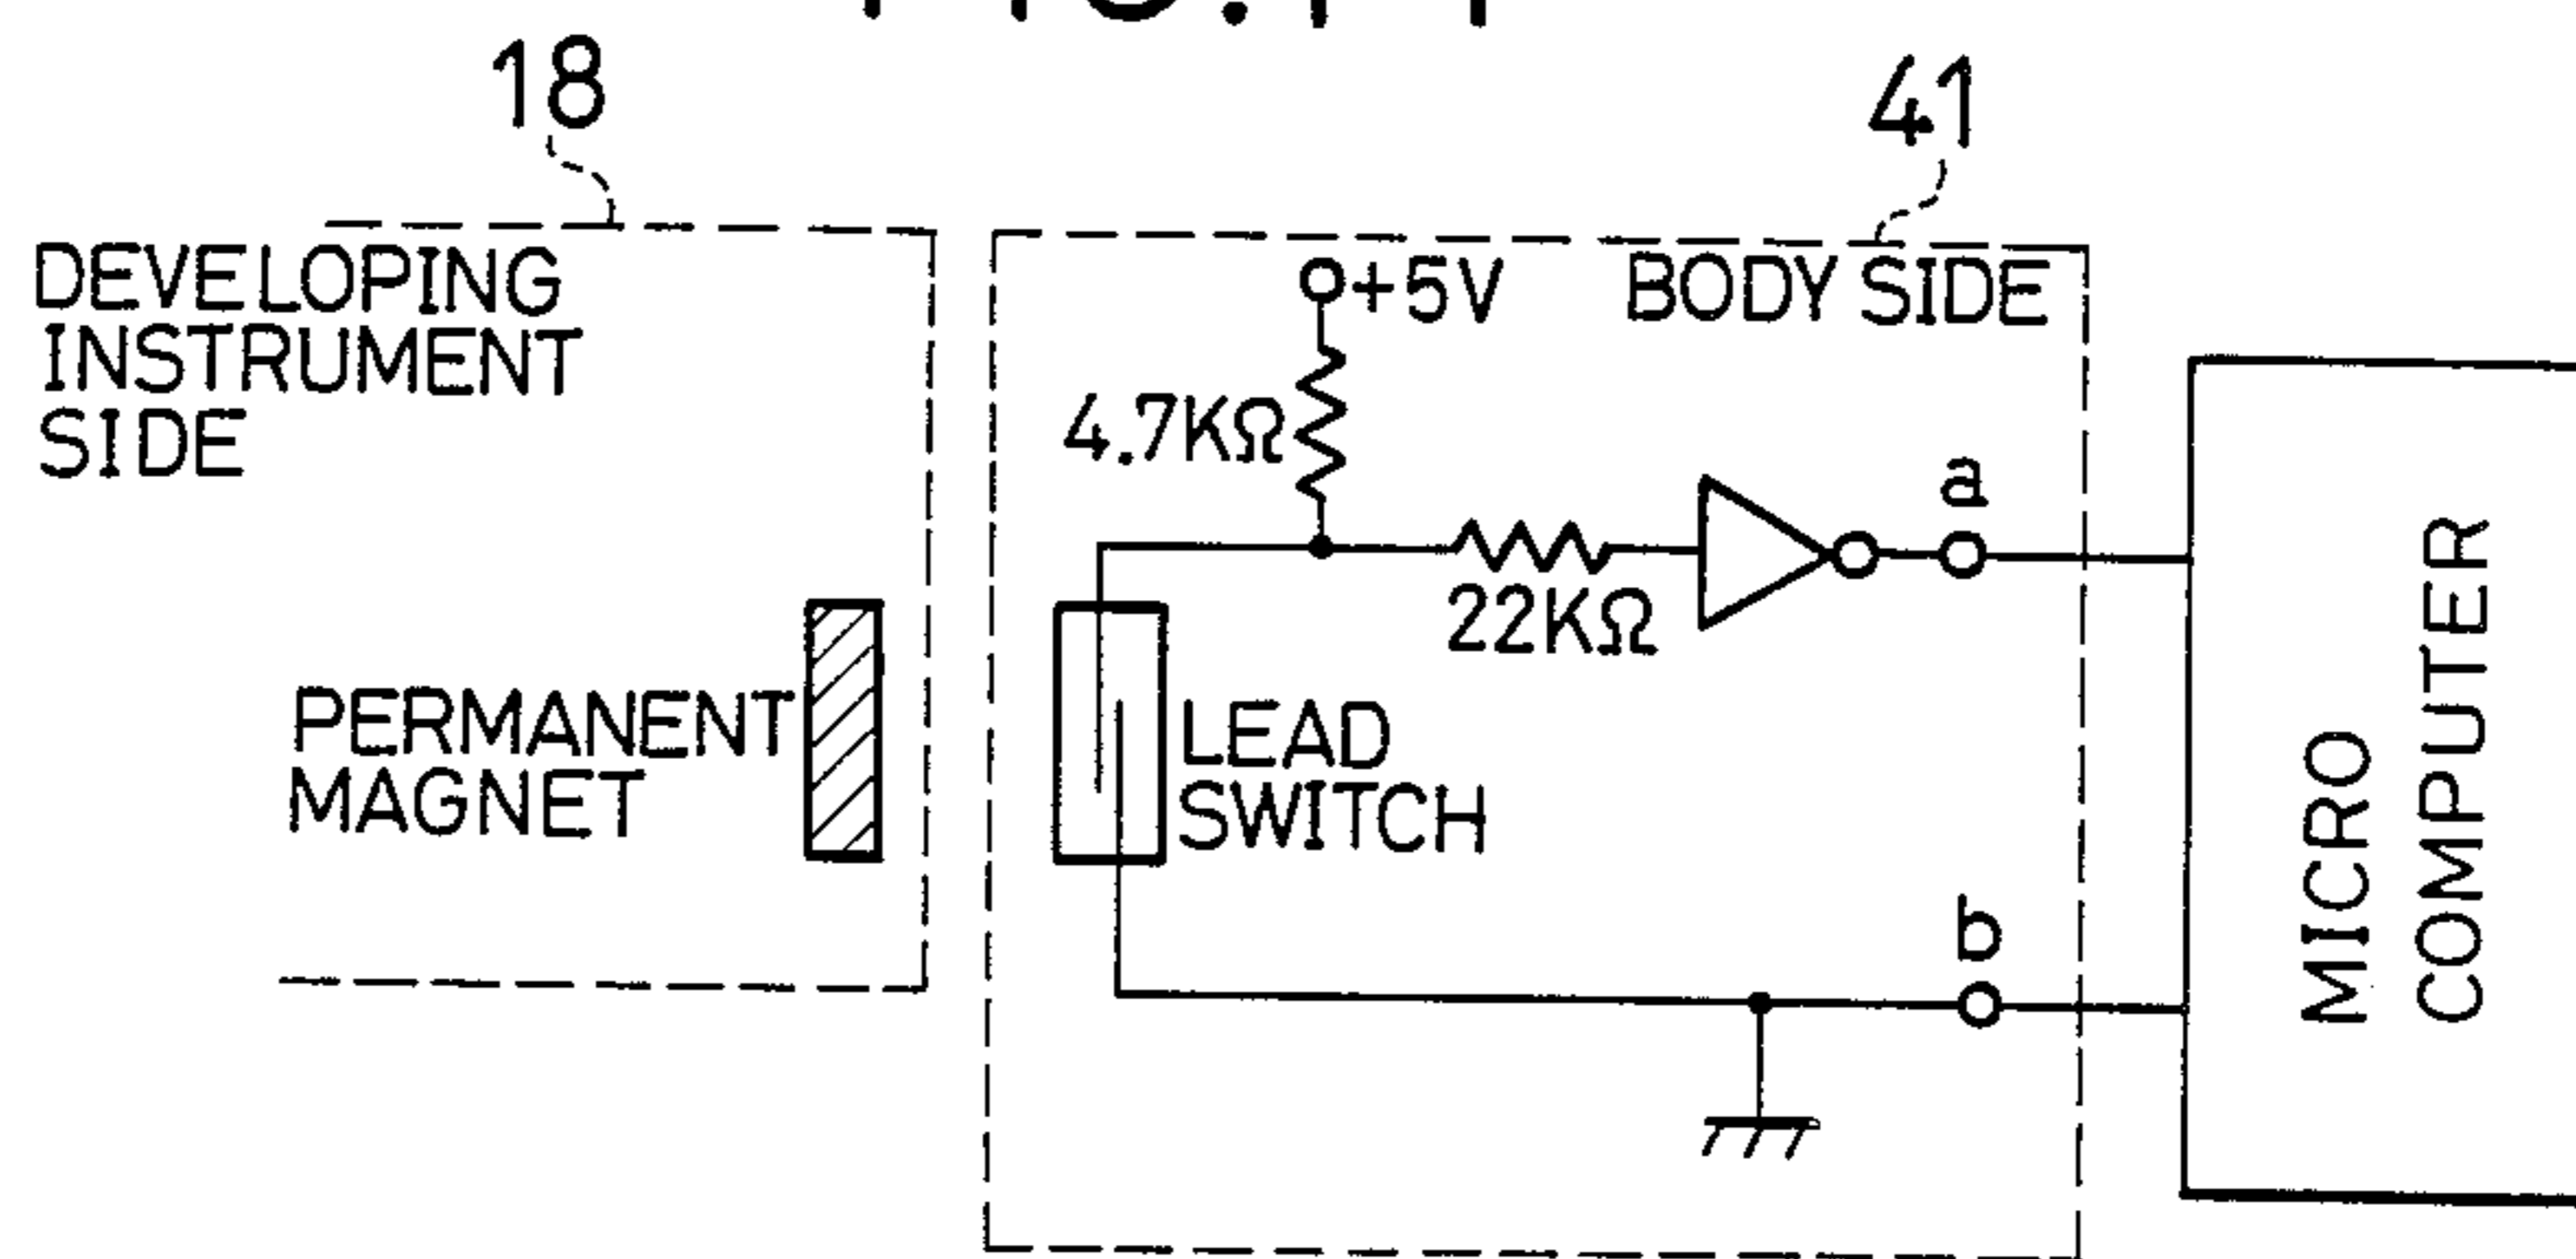 18
41
DEVELOPING
INSTRUMENT
SIDE
+5V
BODY SIDE
4.7KΩ
a
22KΩ
PERMANENT
MAGNET
LEAD
SWITCH
b
MICRO
COMPUTER